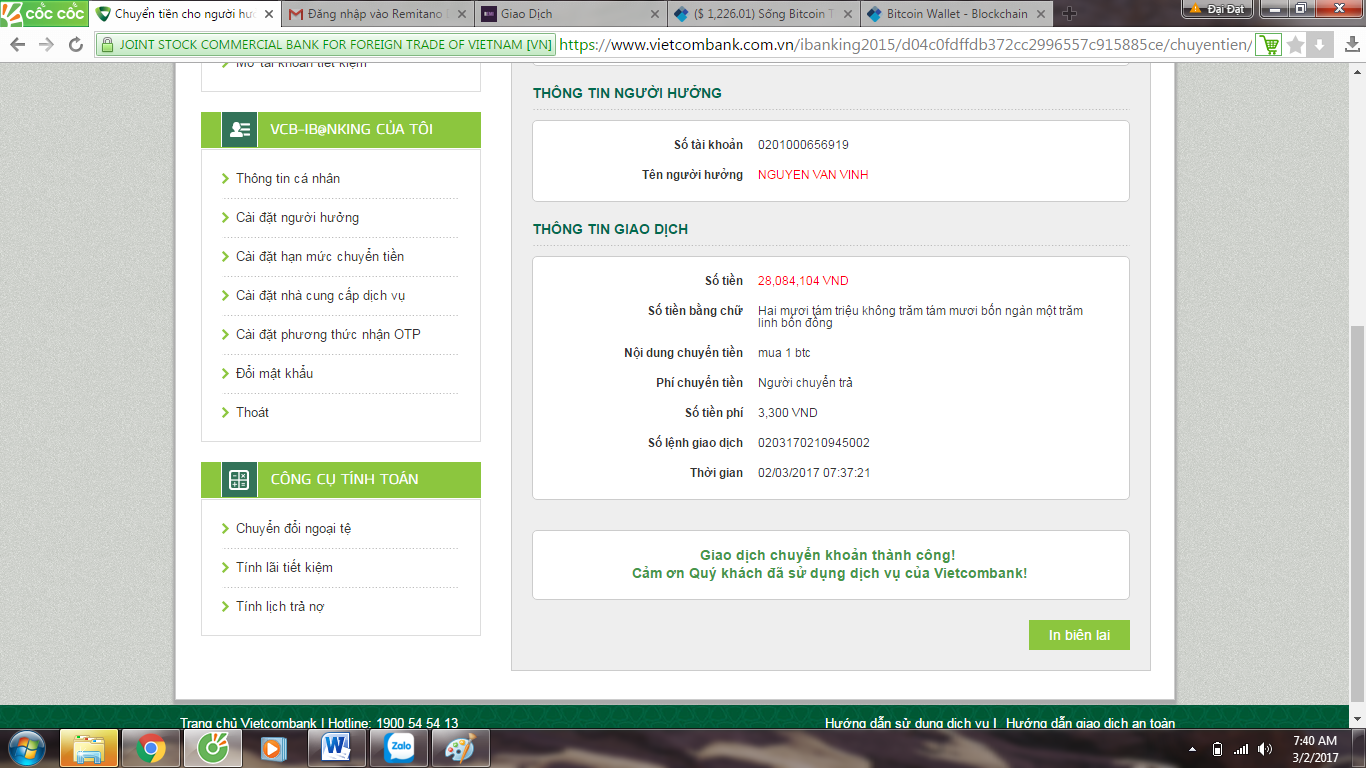 cốc cốc
Chuyển tiền cho người hưở
Đăng nhập vào Remitano
Giao Dịch
($ 1,226.01) Sống Bitcoin T
Bitcoin Wallet - Blockchain
Đại Đạt
JOINT STOCK COMMERCIAL BANK FOR FOREIGN TRADE OF VIETNAM [VN] https://www.vietcombank.com.vn/ibanking2015/d04c0fdffdb372cc2996557c915885ce/chuyentien/
Mở tài khoản tiết kiệm
VCB-IB@NKING CỦA TÔI
Thông tin cá nhân
Cài đặt người hưởng
Cài đặt hạn mức chuyển tiền
Cài đặt nhà cung cấp dịch vụ
Cài đặt phương thức nhận OTP
Đổi mật khẩu
Thoát
CÔNG CỤ TÍNH TOÁN
Chuyển đổi ngoại tệ
Tính lãi tiết kiệm
Tính lịch trả nợ
THÔNG TIN NGƯỜI HƯỞNG
Số tài khoản 0201000656919
Tên người hưởng NGUYEN VAN VINH
THÔNG TIN GIAO DỊCH
Số tiền 28,084,104 VND
Số tiền bằng chữ Hai mươi tám triệu không trăm tám mươi bốn ngàn một trăm
linh bốn đồng
Nội dung chuyển tiền mua 1 btc
Phí chuyển tiền Người chuyển trả
Số tiền phí 3,300 VND
Số lệnh giao dịch 0203170210945002
Thời gian 02/03/2017 07:37:21
Giao dịch chuyển khoản thành công!
Cảm ơn Quý khách đã sử dụng dịch vụ của Vietcombank!
In biên lai
Trang chủ Vietcombank | Hotline: 1900 54 54 13
Hướng dẫn sử dụng dịch vụ | Hướng dẫn giao dịch an toàn
Zalo
7:40 AM
3/2/2017